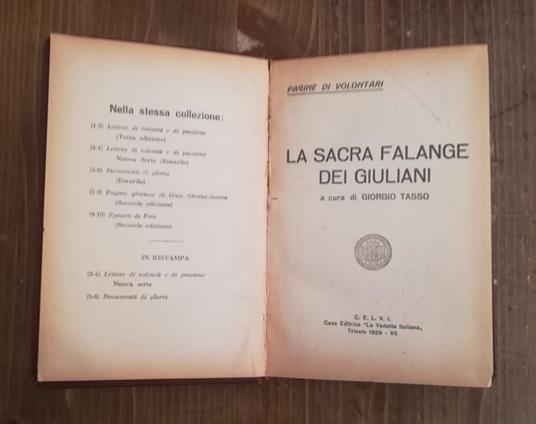 Nella stessa collezione:
(1-2) Lettere di volontà e di passione
(Terza edizione)
(3-4) Lettere di volontà e di passione
Nuova Serie (Esaurito)
(5-6) Documenti di gloria
(Esaurito)
(7-8) Pagine gloriose di Gino
(Seconda edizione)
(9-10) Epopea di Eroi
(Seconda edizione)
IN RISTAMPA
(3-4) Lettere di volontà e di passione
Nuova serie
(5-6) Documenti di gloria
PAGINE DI VOLONTARI
LA SACRA FALANGE
DEI GIULIANI
a cura di GIORGIO TASSO
C. E. L. V. I.
Casa Editrice "La Vedetta Italiana"
Trieste 1929 - VII